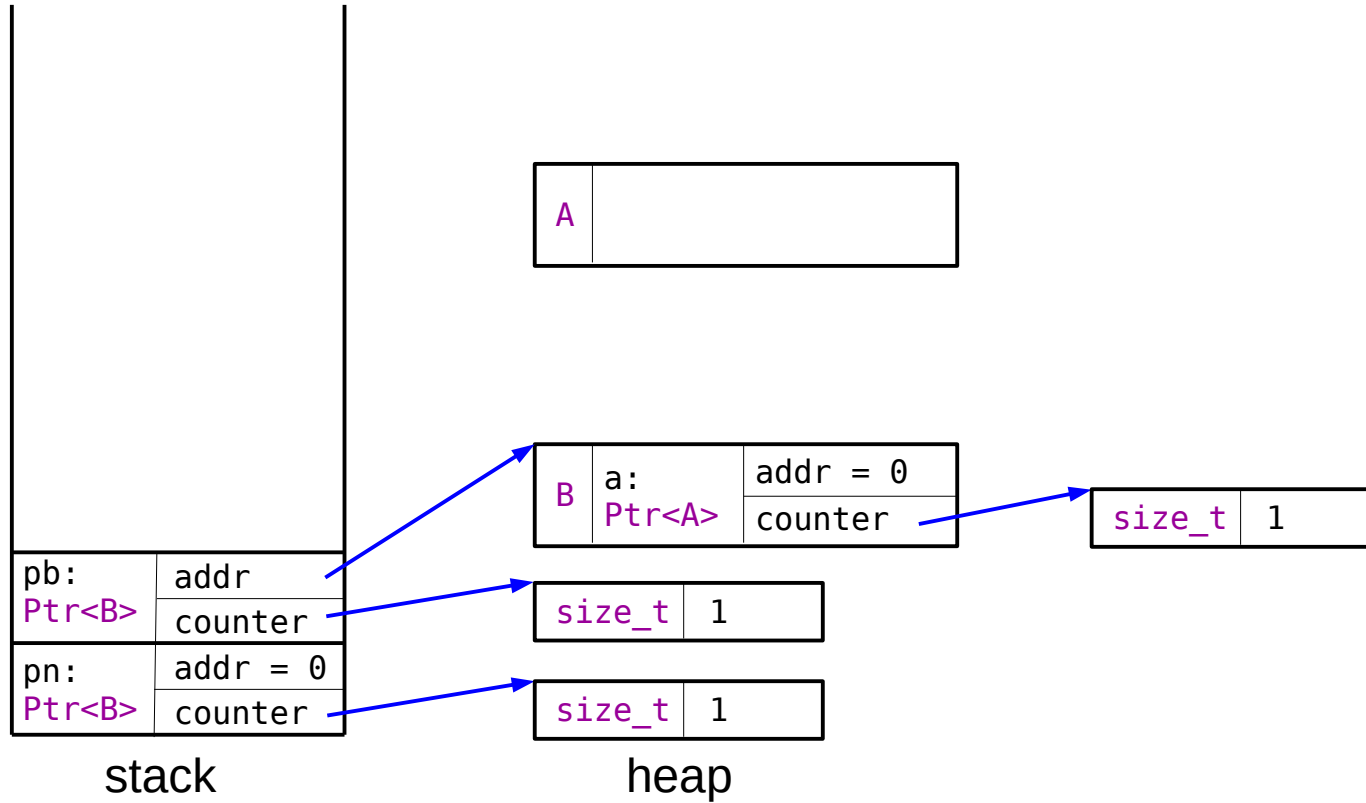 A
B
a:
Ptr<A>
addr = 0
counter
size_t 1
pb:
Ptr<B>
addr
counter
size_t 1
pn:
Ptr<B>
addr = 0
counter
size_t 1
stack
heap